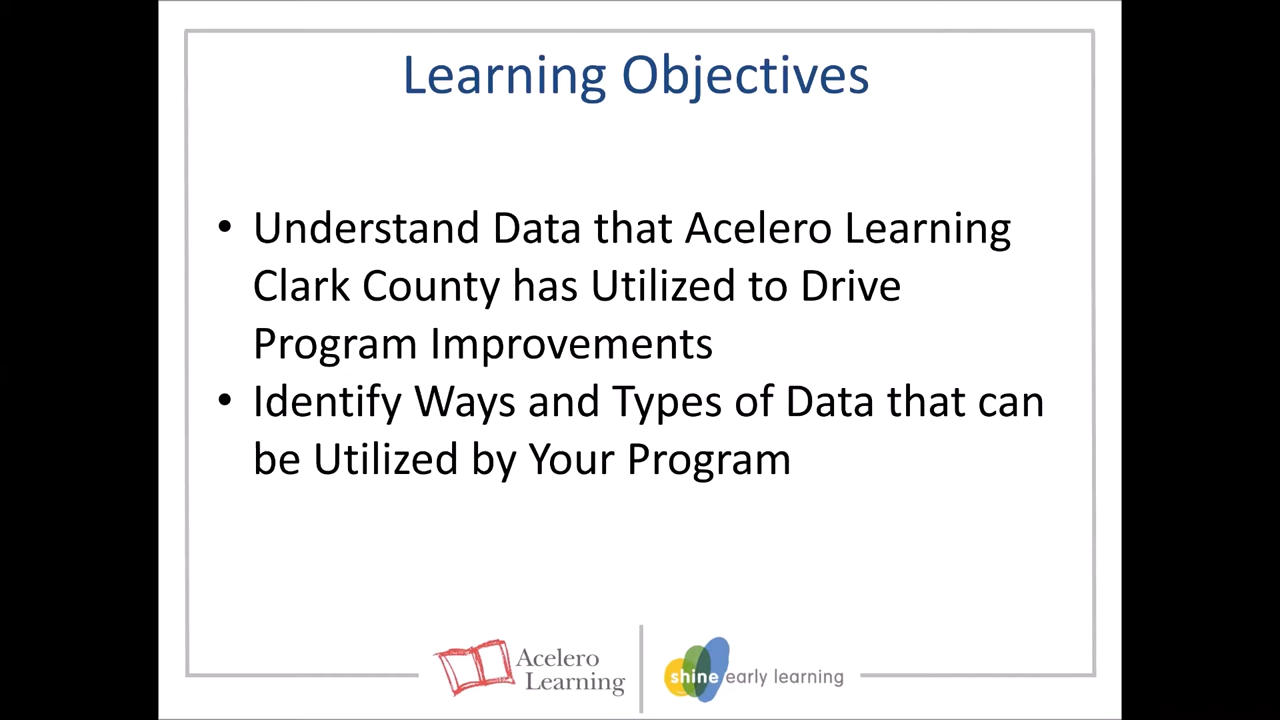 Learning Objectives
• Understand Data that Acelero Learning
Clark County has Utilized to Drive
Program Improvements
• Identify Ways and Types of Data that can
be Utilized by Your Program
Acelero
Learning
shine early learning